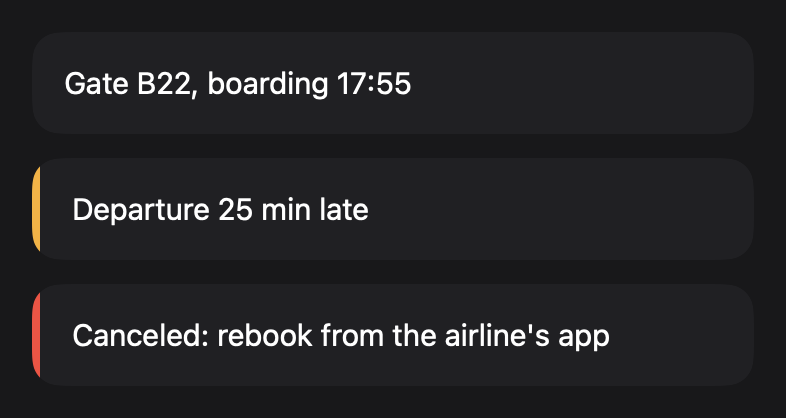 Gate B22, boarding 17:55
Departure 25 min late
Canceled: rebook from the airline's app